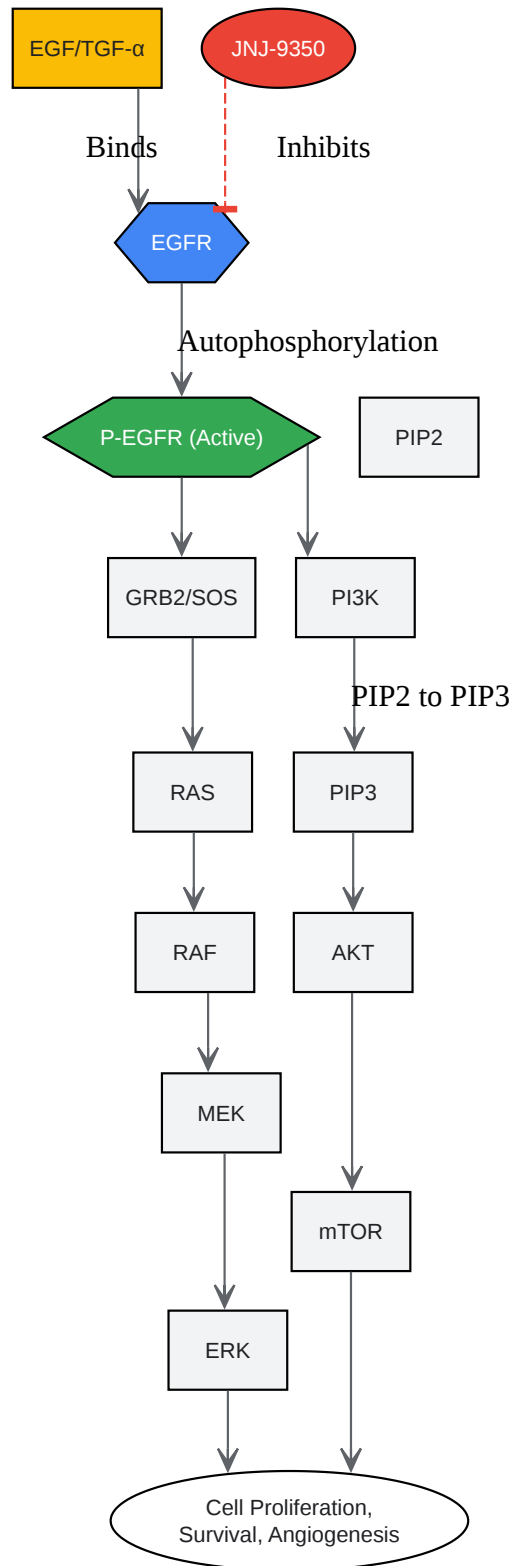 EGF/TGF-α
JNJ-9350
Binds
Inhibits
EGFR
Autophosphorylation
P-EGFR (Active)
PIP2
GRB2/SOS
PI3K
PIP2 to PIP3
RAS
PIP3
RAF
AKT
MEK
mTOR
ERK
Cell Proliferation,
Survival, Angiogenesis